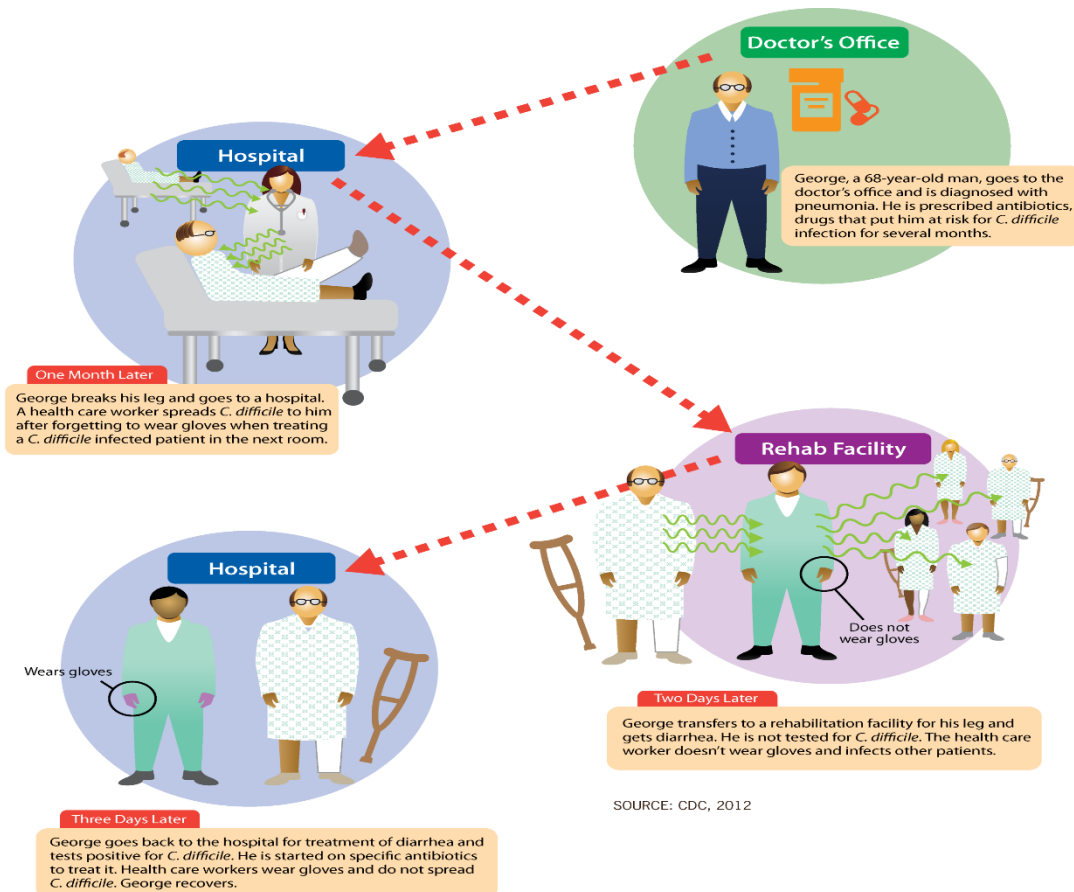 Doctor's Office
George, a 68-year-old man, goes to the
doctor's office and is diagnosed with
pneumonia. He is prescribed antibiotics,
drugs that put him at risk for C. difficile
infection for several months.
Hospital
One Month Later
George breaks his leg and goes to a hospital.
A health care worker spreads C. difficile to him
after forgetting to wear gloves when treating
a C. difficile infected patient in the next room.
Rehab Facility
Does not
wear gloves
Two Days Later
George transfers to a rehabilitation facility for his leg and
gets diarrhea. He is not tested for C. difficile. The health care
worker doesn't wear gloves and infects other patients.
Hospital
Wears gloves
Three Days Later
George goes back to the hospital for treatment of diarrhea and
tests positive for C. difficile. He is started on specific antibiotics
to treat it. Health care workers wear gloves and do not spread
C. difficile. George recovers.
SOURCE: CDC, 2012